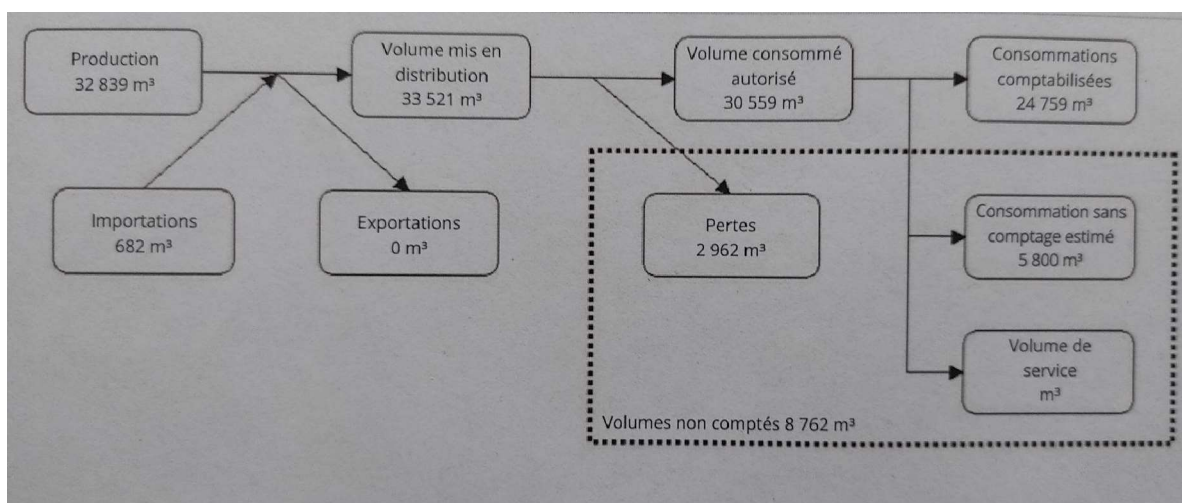 Production
32 839 m³
Volume mis en
distribution
33 521 m³
Volume consommé
autorisé
30 559 m³
Consommations
comptabilisées
24 759 m³
Importations
682 m³
Exportations
0 m³
Pertes
2 962 m³
Consommation sans
comptage estimé
5 800 m³
Volume de
service
m³
Volumes non comptés 8 762 m³